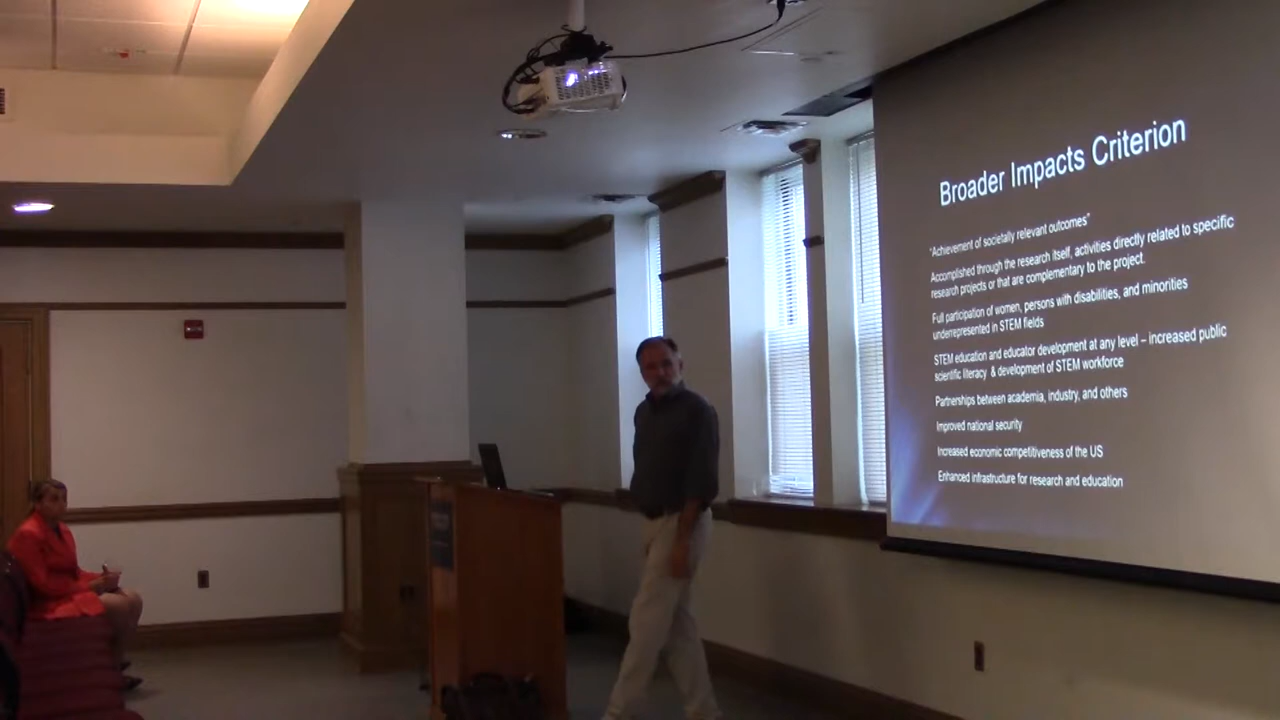 Broader Impacts Criterion
"Achievement of societally relevant outcomes"
Accomplished through the research itself, activities directly related to specific
research projects or that are complementary to the project.
Full participation of women, persons with disabilities, and minorities
underrepresented in STEM fields
STEM education and educator development at any level – increased public
scientific literacy & development of STEM workforce
Partnerships between academia, industry, and others
Improved national security
Increased economic competitiveness of the US
Enhanced infrastructure for research and education